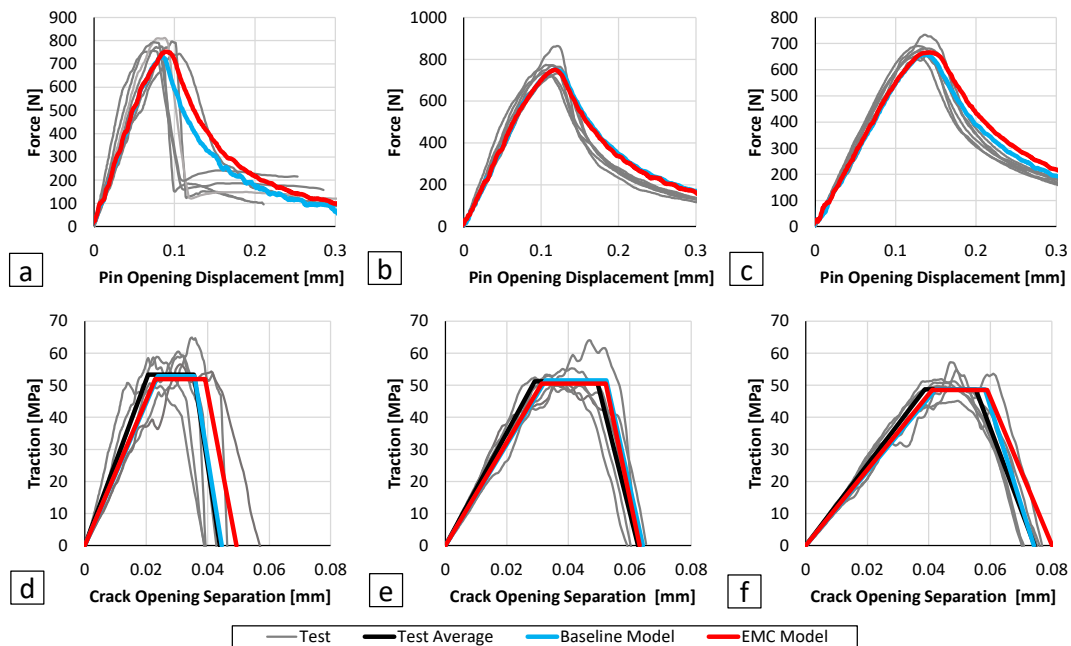 900
800
700
600
500
400
300
200
100
0
Force [N]
0 0.1 0.2 0.3
Pin Opening Displacement [mm]
a
1000
800
600
400
200
0
Force [N]
0 0.1 0.2 0.3
Pin Opening Displacement [mm]
b
800
700
600
500
400
300
200
100
0
Force [N]
0 0.1 0.2 0.3
Pin Opening Displacement [mm]
c
70
60
50
40
30
20
10
0
Traction [MPa]
0 0.02 0.04 0.06 0.08
Crack Opening Separation [mm]
d
70
60
50
40
30
20
10
0
Traction [MPa]
0 0.02 0.04 0.06 0.08
Crack Opening Separation [mm]
e
70
60
50
40
30
20
10
0
Traction [MPa]
0 0.02 0.04 0.06 0.08
Crack Opening Separation [mm]
f
Test Test Average Baseline Model EMC Model